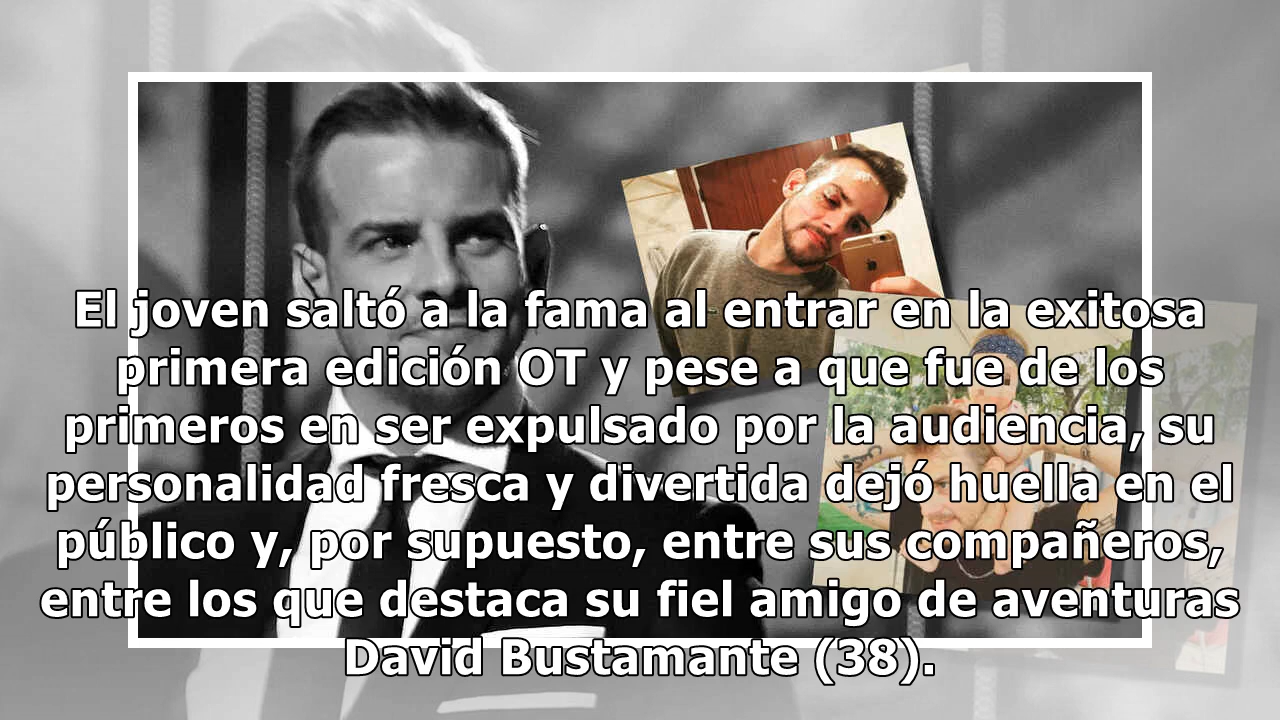 El joven saltó a la fama al entrar en la exitosa
primera edición OT y pese a que fue de los
primeros en ser expulsado por la audiencia, su
personalidad fresca y divertida dejó huella en el
público y, por supuesto, entre sus compañeros,
entre los que destaca su fiel amigo de aventuras
David Bustamante (38).